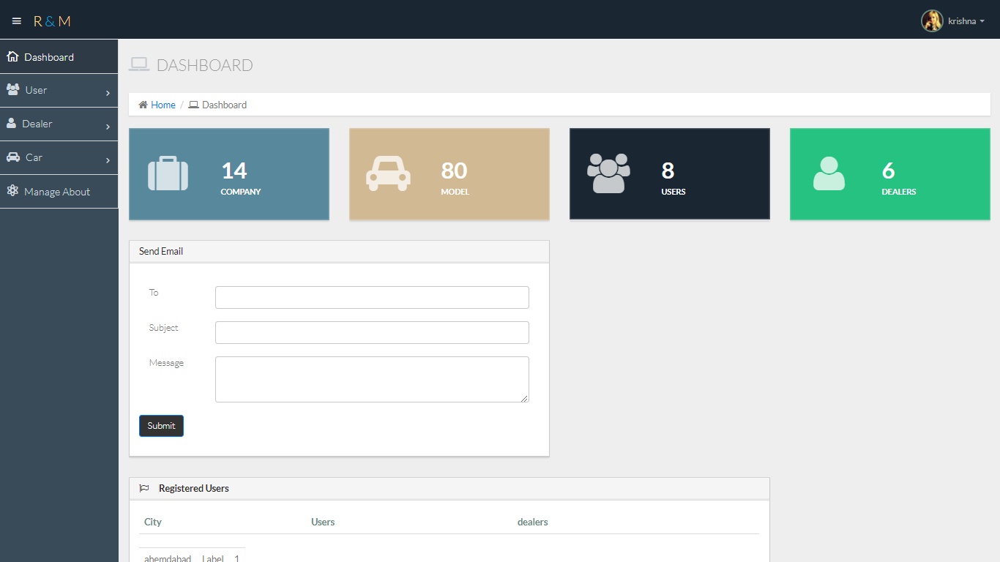 R & M
krishna
Dashboard
User
Dealer
Car
Manage About
DASHBOARD
Home / Dashboard
14
COMPANY
80
MODEL
8
USERS
6
DEALERS
Send Email
To
Subject
Message
Submit
Registered Users
City Users dealers
ahemdabad Label 1